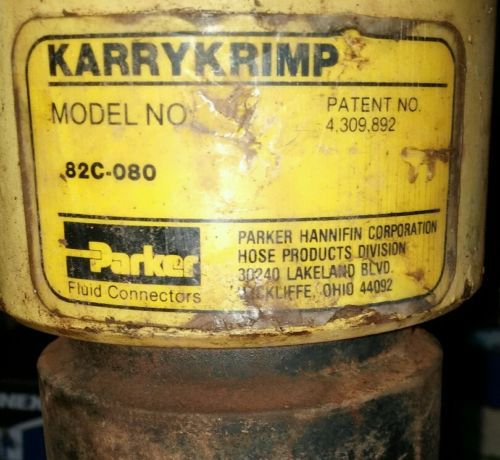 KARRYKRIMP
MODEL NO
PATENT NO.
4,309,892
82C-080
Parker
Fluid Connectors
PARKER HANNIFIN CORPORATION
HOSE PRODUCTS DIVISION
30240 LAKELAND BLVD.
WICKLIFFE, OHIO 44092